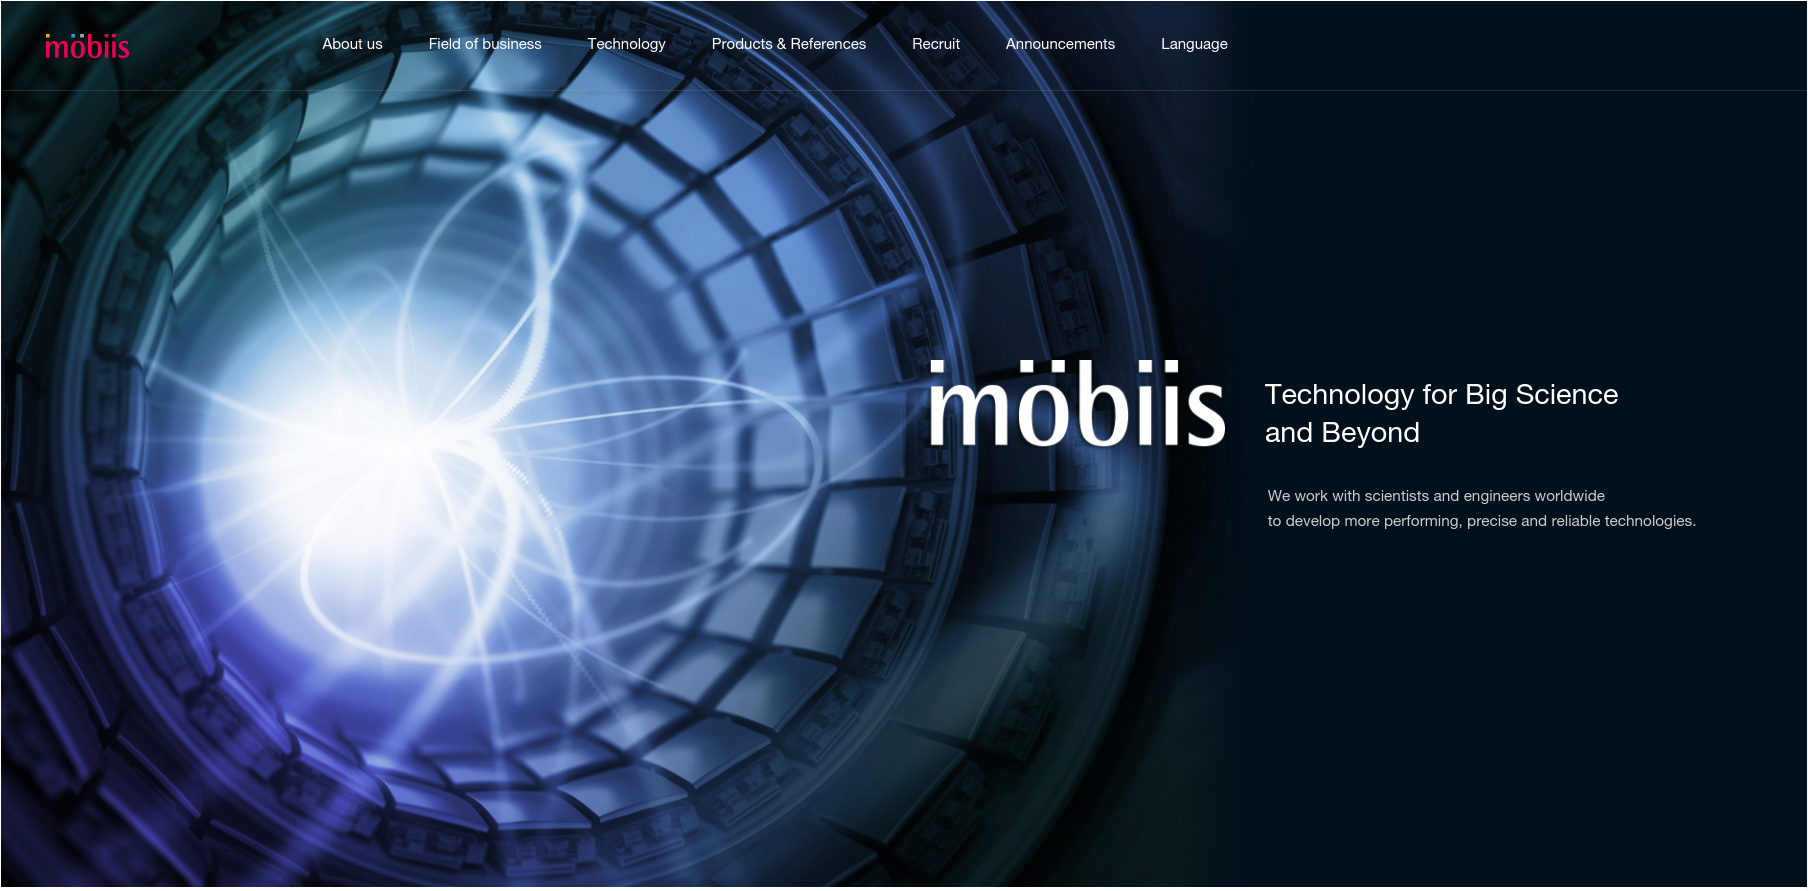 möbiis
About us
Field of business
Technology
Products & References
Recruit
Announcements
Language
möbiis
Technology for Big Science
and Beyond
We work with scientists and engineers worldwide
to develop more performing, precise and reliable technologies.